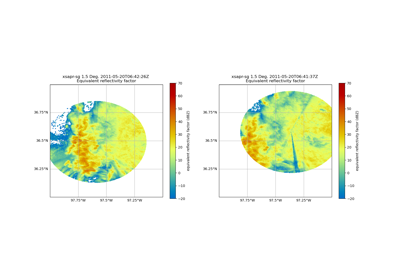 xsapr-sg 1.5 Deg. 2011-05-20T06:42:26Z
Equivalent reflectivity factor
xsapr-sg 1.5 Deg. 2011-05-20T06:41:37Z
Equivalent reflectivity factor
36.75°N
36.5°N
36.25°N
97.75°W 97.5°W 97.25°W
70
60
50
40
30
20
10
0
−10
−20
equivalent reflectivity factor (dBZ)
36.75°N
36.5°N
36.25°N
97.75°W 97.5°W 97.25°W
70
60
50
40
30
20
10
0
−10
−20
equivalent reflectivity factor (dBZ)